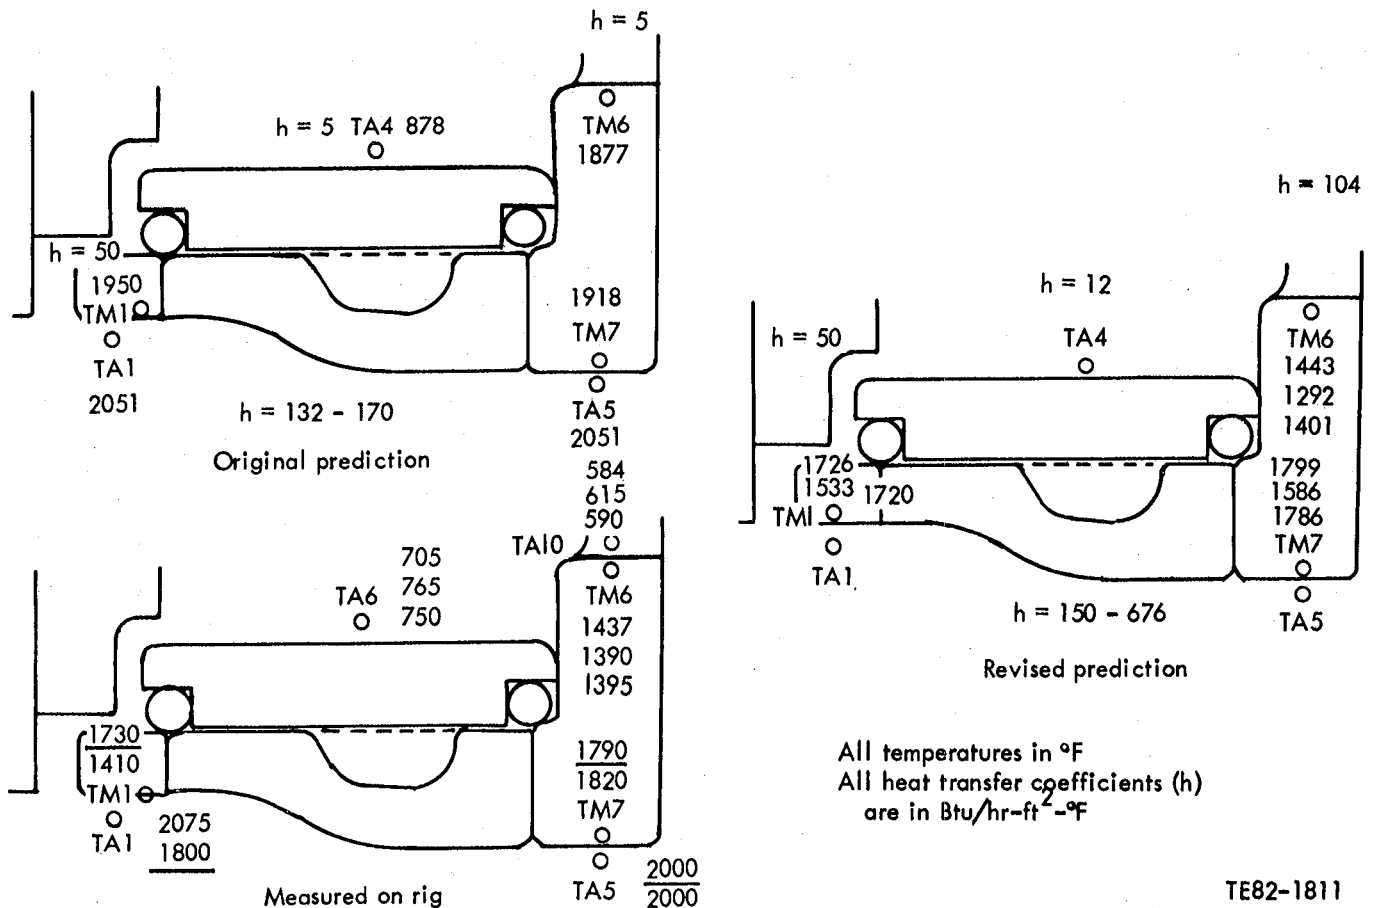 h = 5
h = 5 TA4 878
TM6
1877
h = 50
1950
TM1
TA1
2051
1918
TM7
TA5
2051
h = 132 - 170
Original prediction
584
615
590
TA10
705
765
750
TA6
TM6
1437
1390
1395
1730
1410
TM1
TA1
2075
1800
1790
1820
TM7
TA5
2000
2000
Measured on rig
h = 104
h = 12
h = 50
TA4
TM6
1443
1292
1401
1726
1533 1720
TM1
TA1
1799
1586
1786
TM7
TA5
h = 150 - 676
Revised prediction
All temperatures in °F
All heat transfer coefficients (h)
are in Btu/hr-ft²-°F
TE82-1811